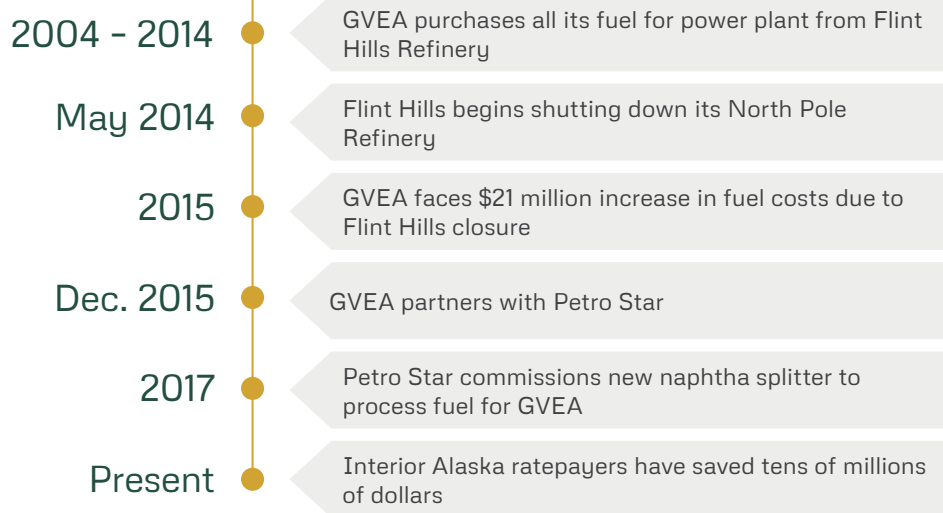 2004 – 2014
GVEA purchases all its fuel for power plant from Flint
Hills Refinery
May 2014
Flint Hills begins shutting down its North Pole
Refinery
2015
GVEA faces $21 million increase in fuel costs due to
Flint Hills closure
Dec. 2015
GVEA partners with Petro Star
2017
Petro Star commissions new naphtha splitter to
process fuel for GVEA
Present
Interior Alaska ratepayers have saved tens of millions
of dollars